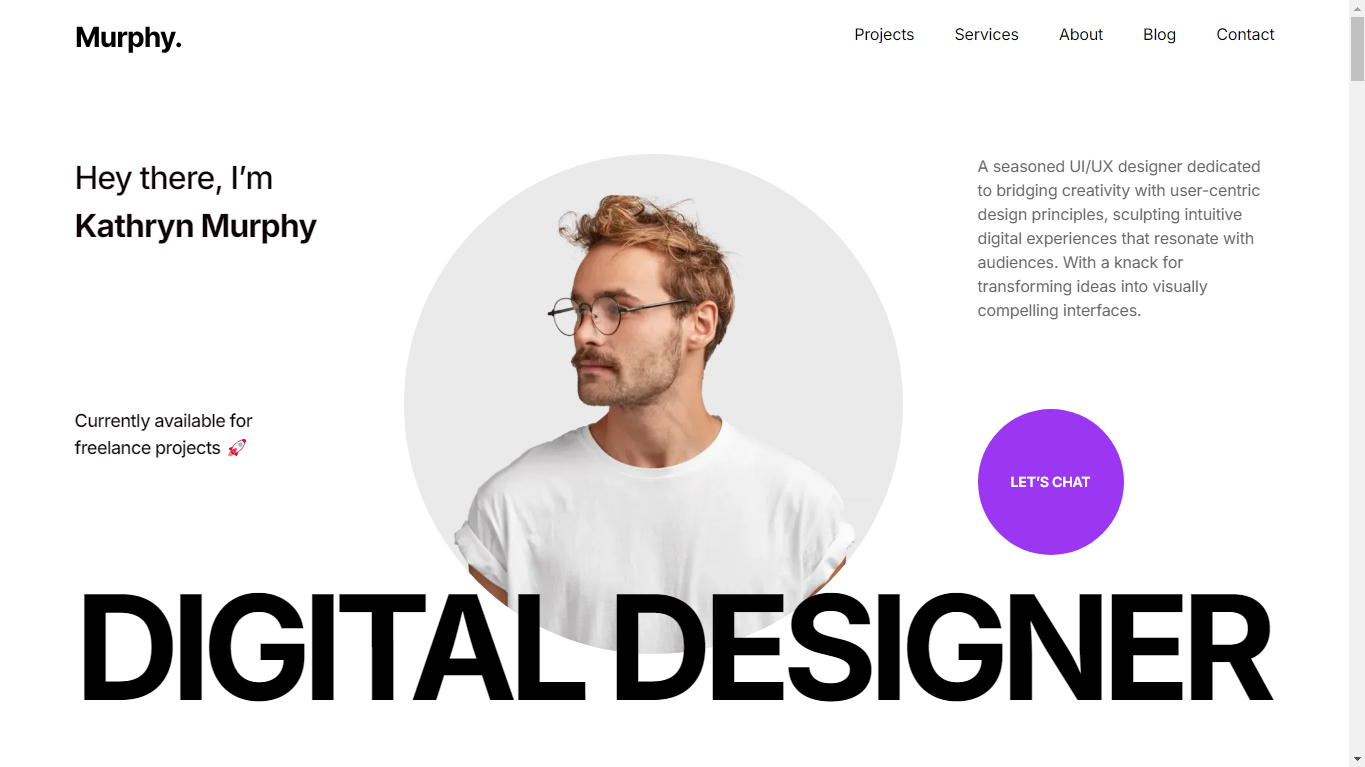 Murphy.
Projects Services About Blog Contact
Hey there, I’m
Kathryn Murphy
Currently available for
freelance projects 🚀
A seasoned UI/UX designer dedicated
to bridging creativity with user-centric
design principles, sculpting intuitive
digital experiences that resonate with
audiences. With a knack for
transforming ideas into visually
compelling interfaces.
LET’S CHAT
DIGITAL DESIGNER